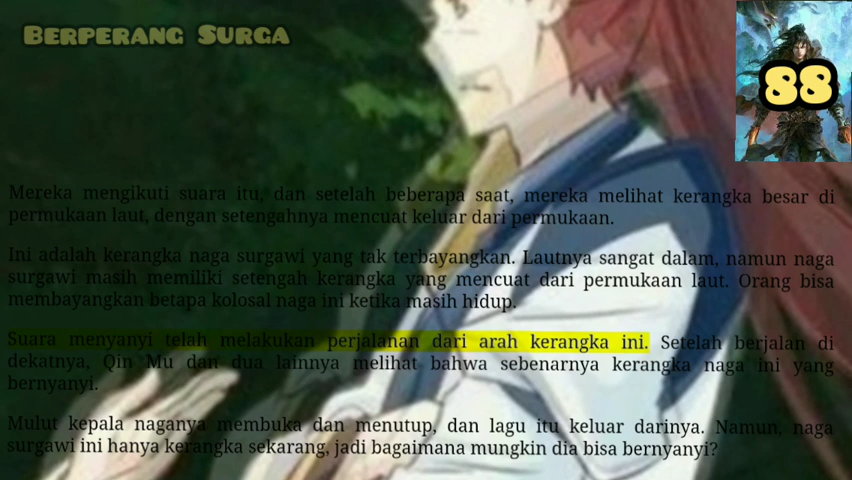 Berperang Surga
88
Mereka mengikuti suara itu, dan setelah beberapa saat, mereka melihat kerangka besar di
permukaan laut, dengan setengahnya mencuat keluar dari permukaan.
Ini adalah kerangka naga surgawi yang tak terbayangkan. Lautnya sangat dalam, namun naga
surgawi masih memiliki setengah kerangka yang mencuat dari permukaan laut. Orang bisa
membayangkan betapa kolosal naga ini ketika masih hidup.
Suara menyanyi telah melakukan perjalanan dari arah kerangka ini. Setelah berjalan di
dekatnya, Qin Mu dan dua lainnya melihat bahwa sebenarnya kerangka naga ini yang
bernyanyi.
Mulut kepala naganya membuka dan menutup, dan lagu itu keluar darinya. Namun, naga
surgawi ini hanya kerangka sekarang, jadi bagaimana mungkin dia bisa bernyanyi?